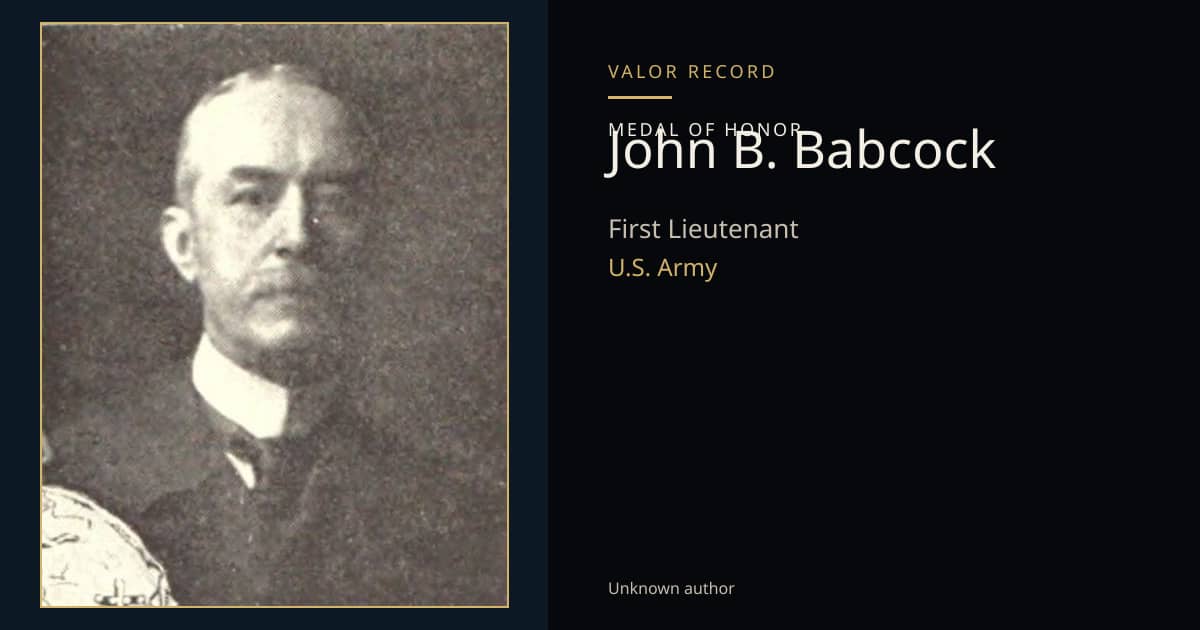 VALOR RECORD
MEDAL OF HONOR
John B. Babcock
First Lieutenant
U.S. Army
Unknown author